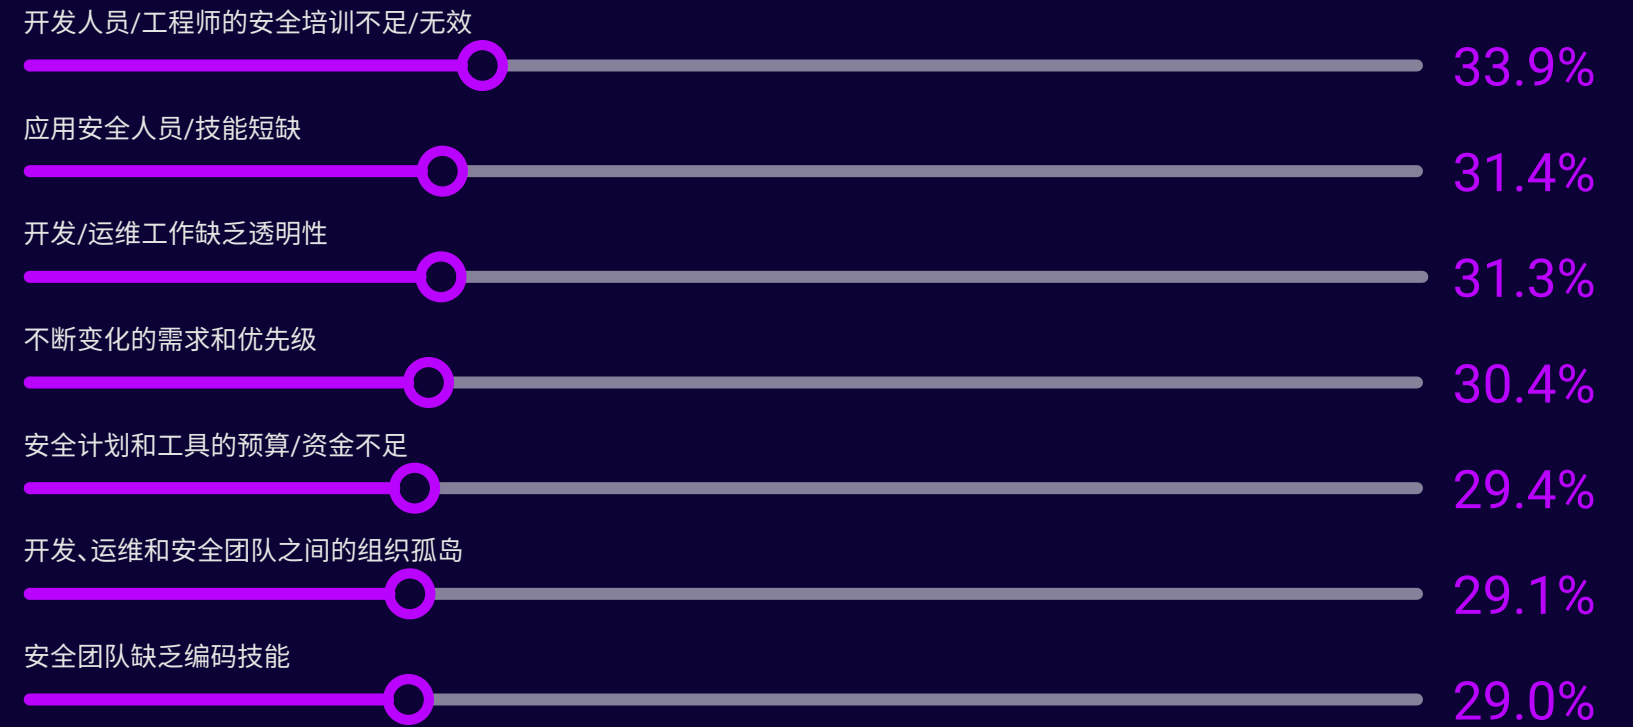 开发人员/工程师的安全培训不足/无效
33.9%
应用安全人员/技能短缺
31.4%
开发/运维工作缺乏透明性
31.3%
不断变化的需求和优先级
30.4%
安全计划和工具的预算/资金不足
29.4%
开发、运维和安全团队之间的组织孤岛
29.1%
安全团队缺乏编码技能
29.0%